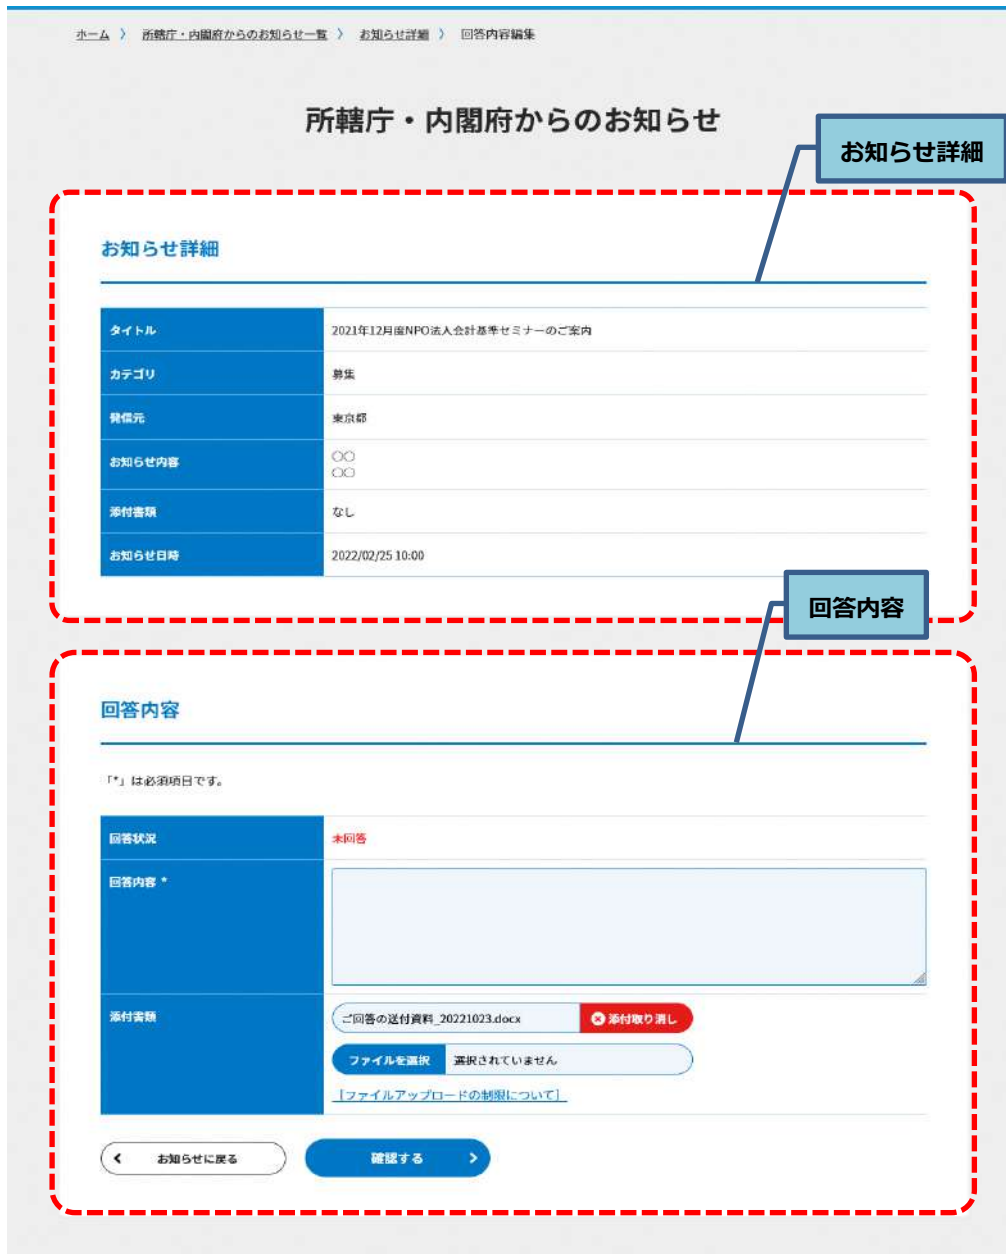 ホーム 〉 所轄庁・内閣府からのお知らせ一覧 〉 お知らせ詳細 〉 回答内容編集
所轄庁・内閣府からのお知らせ
お知らせ詳細
お知らせ詳細
タイトル 2021年12月度NPO法人会計基準セミナーのご案内
カテゴリ 募集
発信元 東京都
お知らせ内容 〇〇
〇〇
添付書類 なし
お知らせ日時 2022/02/25 10:00
回答内容
回答内容
「*」は必須項目です。
回答状況 未回答
回答内容 *
添付書類 ご回答の送付資料_20221023.docx 添付取り消し
ファイルを選択 選択されていません
［ファイルアップロードの制限について］
お知らせに戻る 確認する